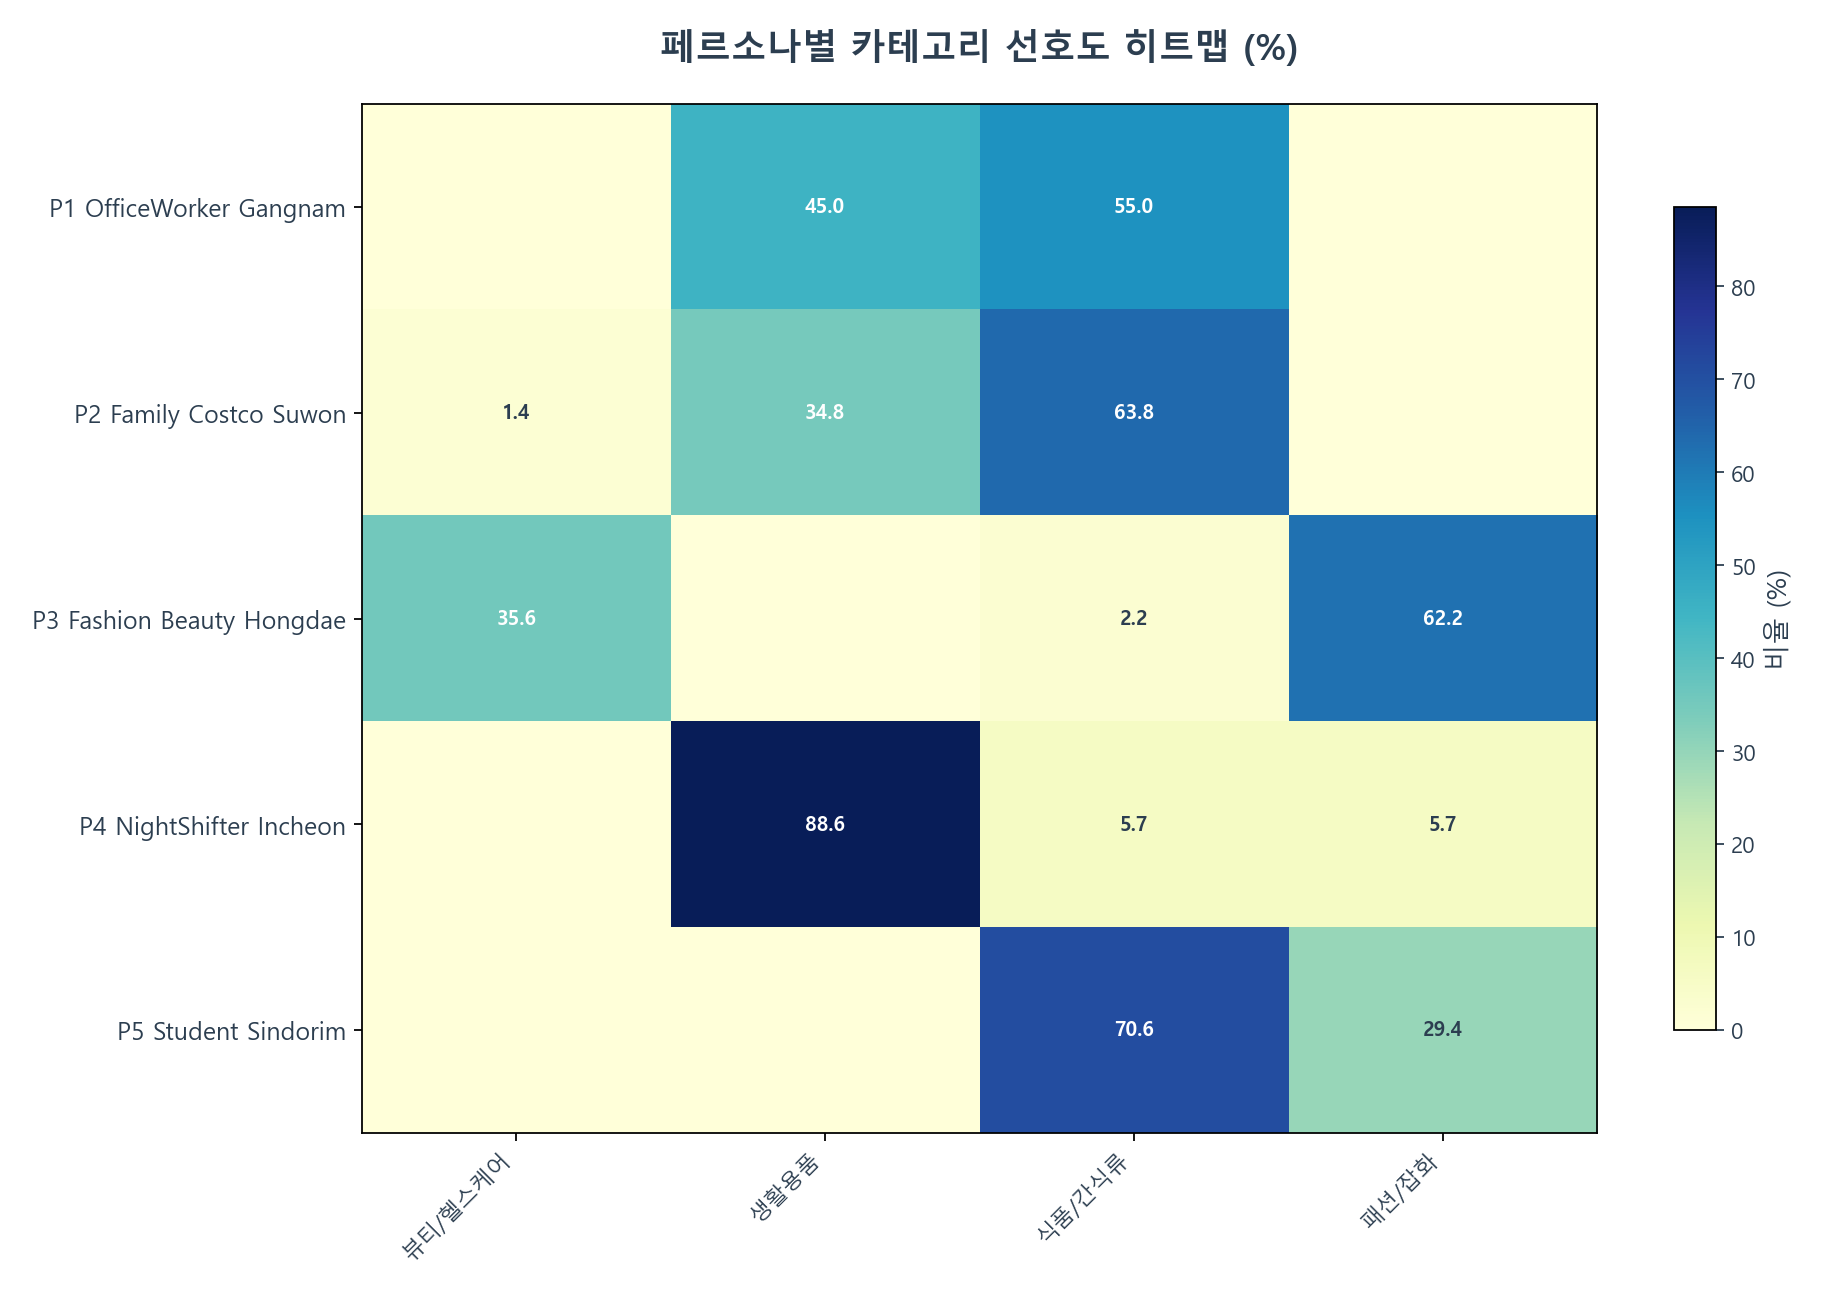 페르소나별 카테고리 선호도 히트맵 (%)
P1 OfficeWorker Gangnam
45.0
55.0
P2 Family Costco Suwon
1.4
34.8
63.8
P3 Fashion Beauty Hongdae
35.6
2.2
62.2
P4 NightShifter Incheon
88.6
5.7
5.7
P5 Student Sindorim
70.6
29.4
뷰티/헬스케어
생활용품
식품/간식류
패션/잡화
80
70
60
50
40
30
20
10
0
비율 (%)